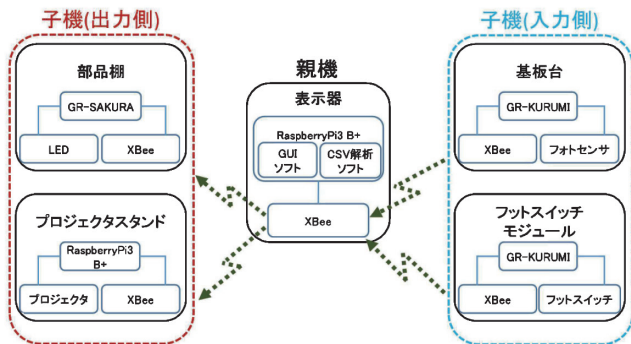 子機(出力側)
部品棚
GR-SAKURA
LED
XBee
プロジェクタスタンド
RaspberryPi3
B+
プロジェクタ
XBee
親機
表示器
RaspberryPi3 B+
GUI
ソフト
CSV解析
ソフト
XBee
子機(入力側)
基板台
GR-KURUMI
XBee
フォトセンサ
フットスイッチ
モジュール
GR-KURUMI
XBee
フットスイッチ